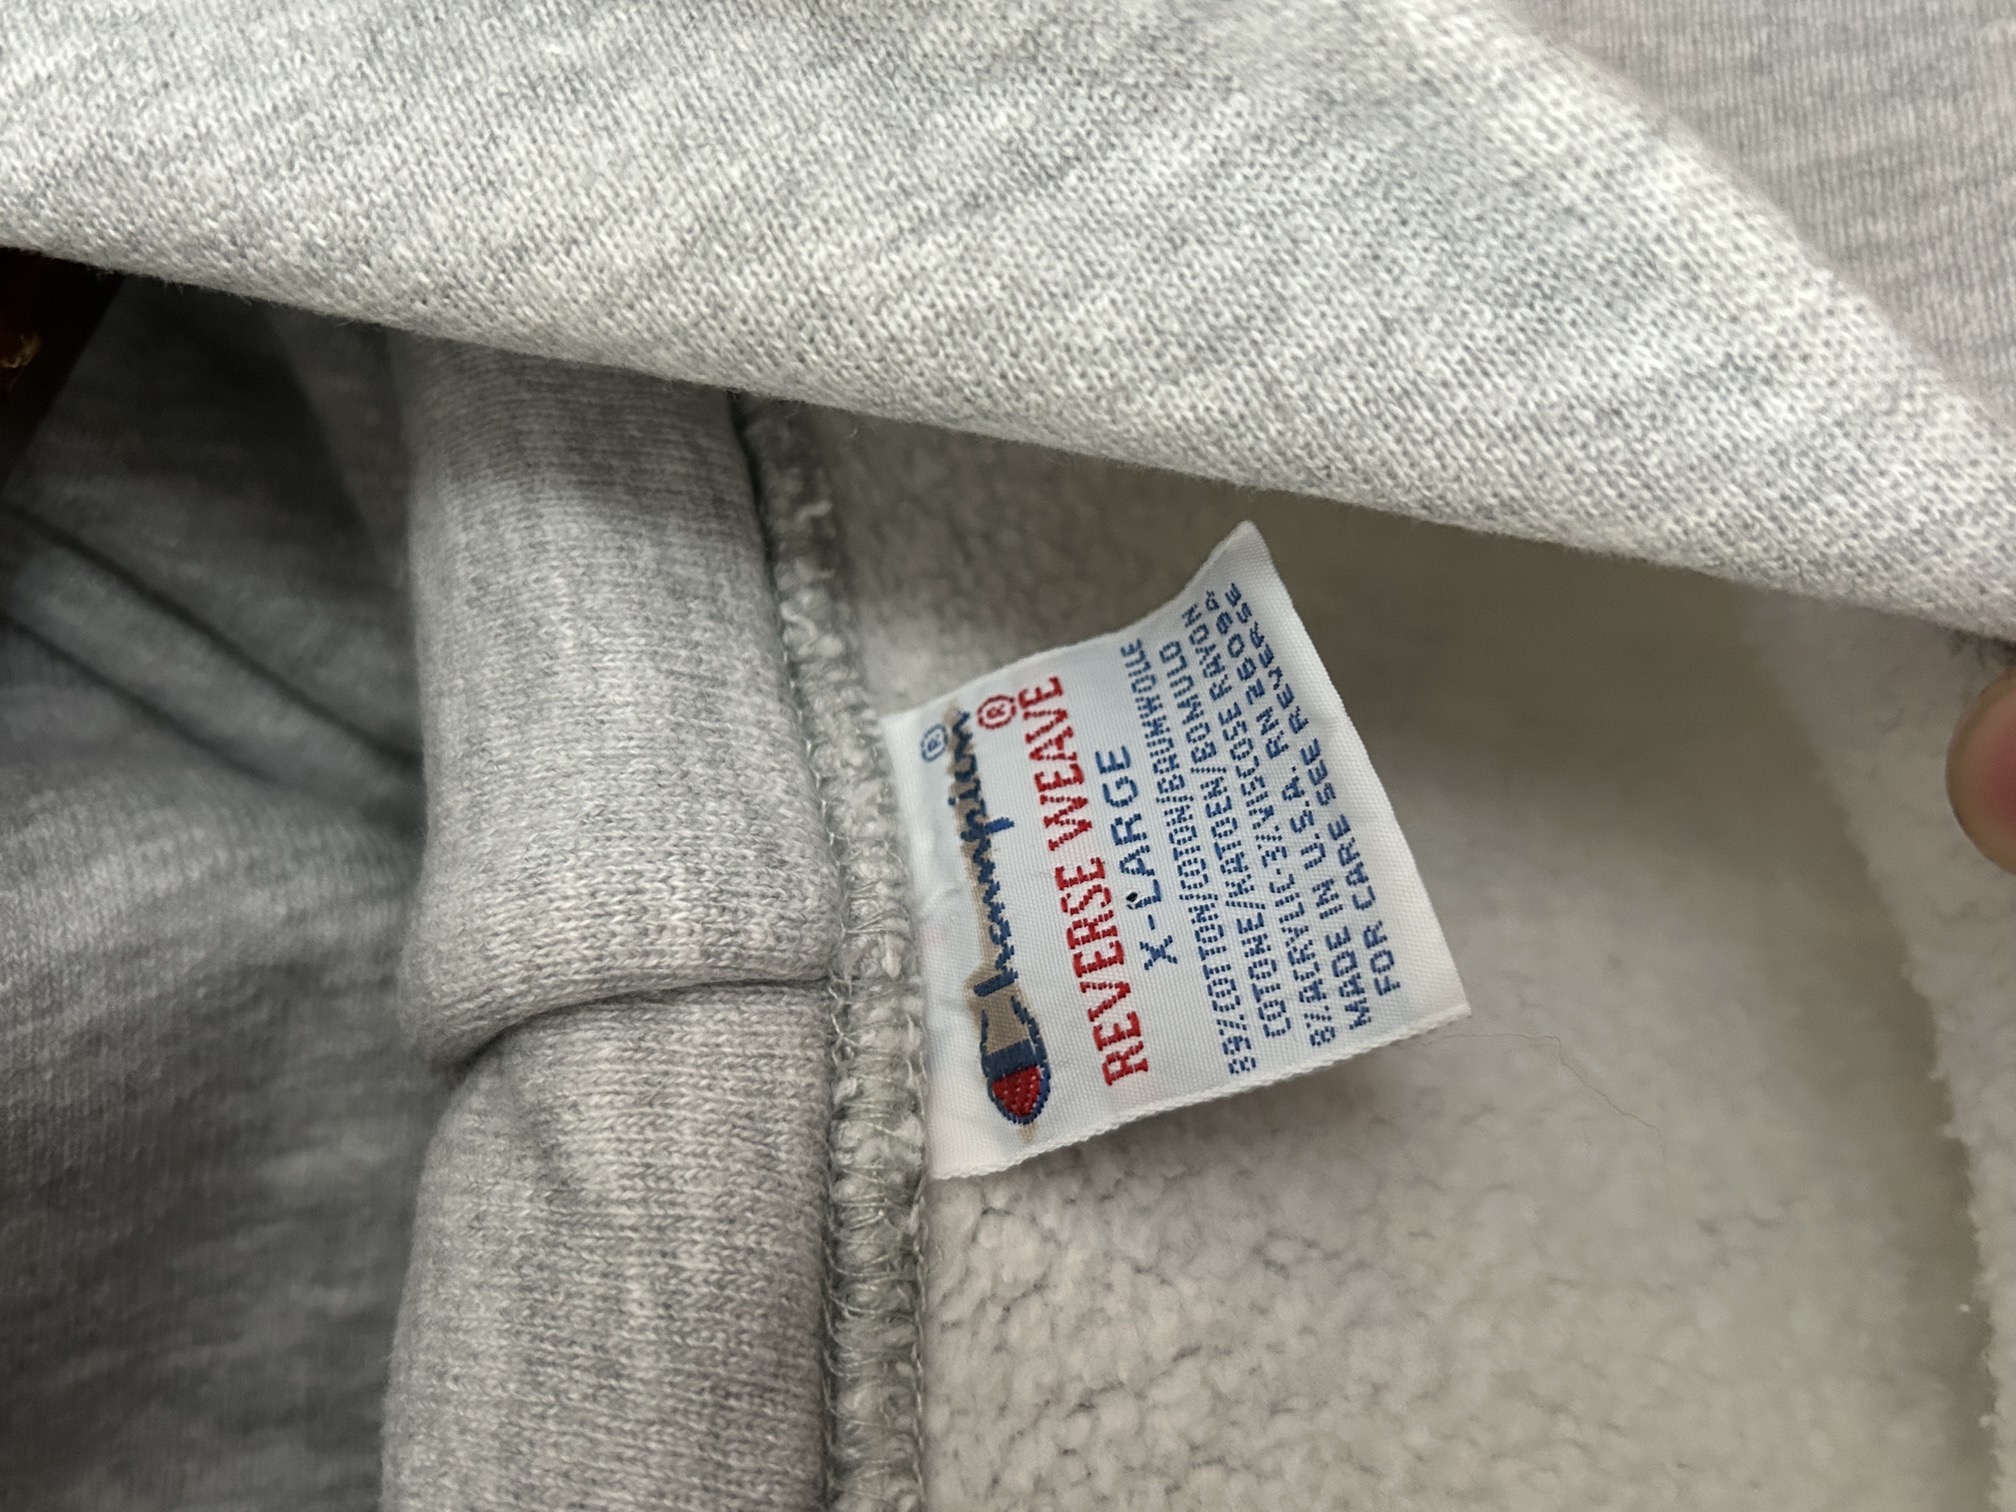 Champion®
REVERSE WEAVE®
X-LARGE
89%COTTON/COTON/BAUMWOLLE
COTONE/KATOEN/BOMULD
8%ACRYLIC-3%VISCOSE RAYON
MADE IN U.S.A. RN 26094
FOR CARE SEE REVERSE